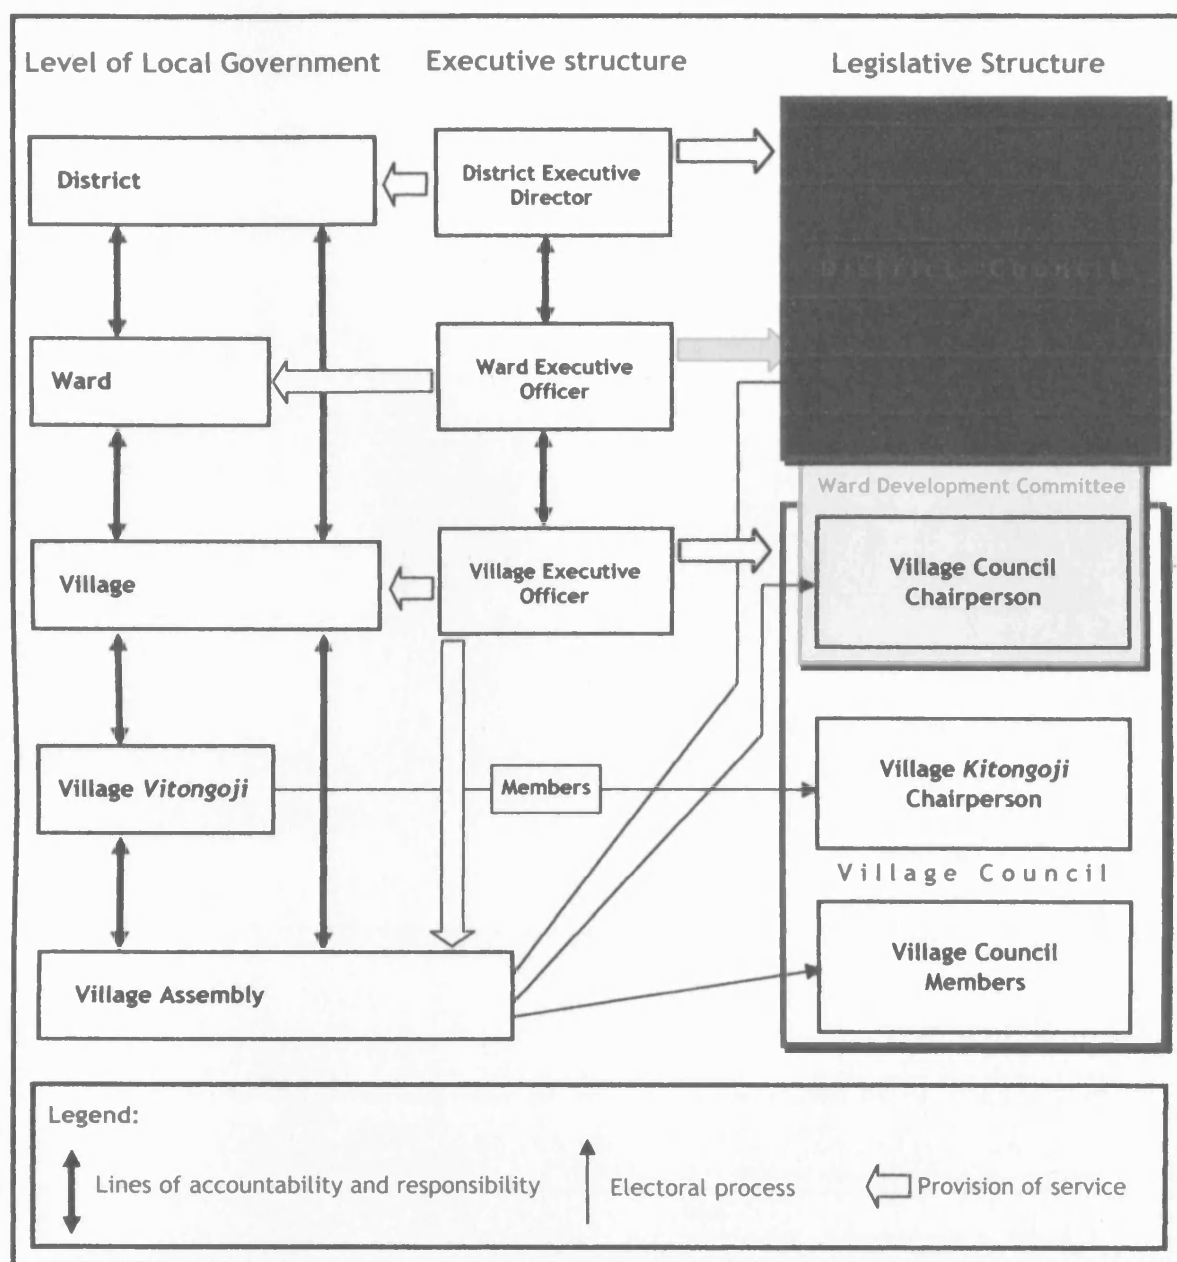 Level of Local Government
Executive structure
Legislative Structure
District
District Executive
Director
District Council
Ward
Ward Executive
Officer
Ward Development Committee
Village
Village Executive
Officer
Village Council
Chairperson
Village Vitongoji
Members
Village Kitongoji
Chairperson
Village Council
Village Assembly
Village Council
Members
Legend:
Lines of accountability and responsibility
Electoral process
Provision of service